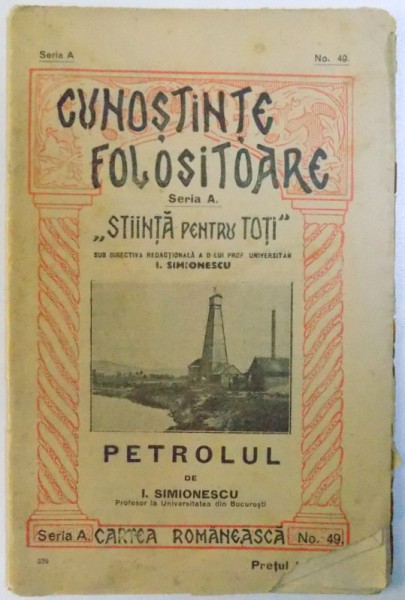 Seria A No. 49.
CUNOȘTINȚE
FOLOSITOARE
Seria A.
„ȘTIINȚĂ PENTRU TOȚI”
SUB DIRECTIVA REDACȚIONALĂ A D-LUI PROF. UNIVERSITAR
I. SIMIONESCU
PETROLUL
DE
I. SIMIONESCU
Profesor la Universitatea din București
Seria A. CARTEA ROMÂNEASCĂ No. 49.
Prețul